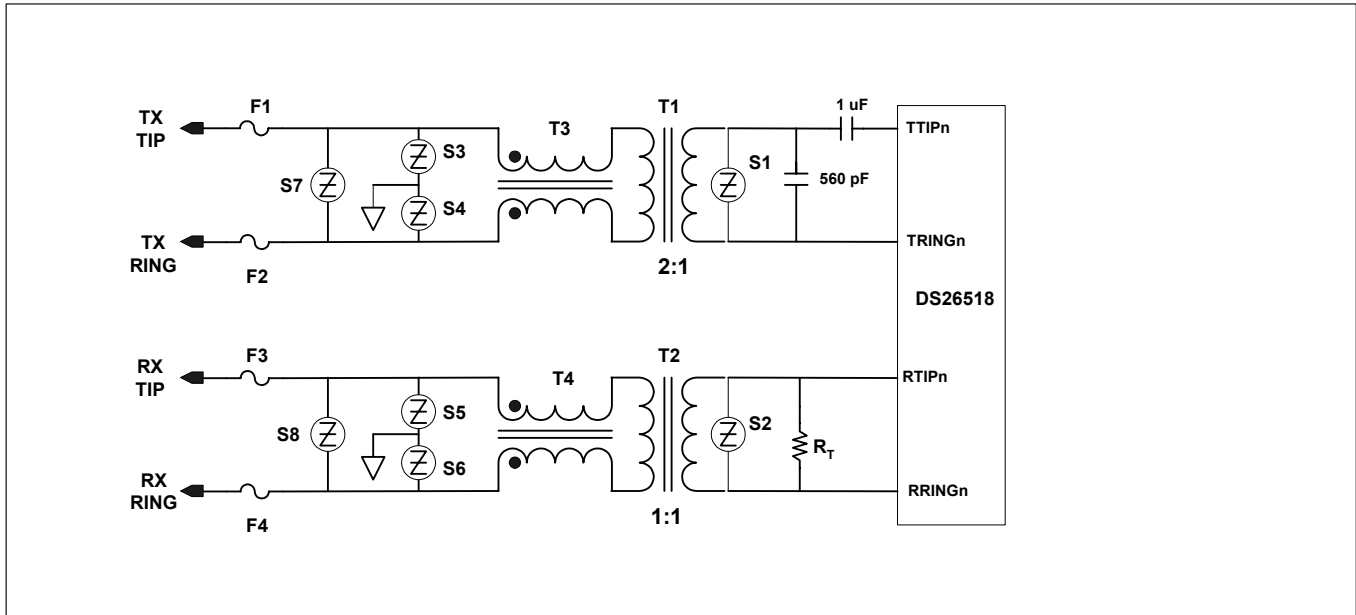 F1
TX
TIP
T3
T1
1 uF
TTIPn
S3
S7
S4
S1
560 pF
TX
RING
F2
2:1
TRINGn
DS26518
F3
RX
TIP
T4
T2
RTIPn
S5
S8
S6
S2
RT
RX
RING
F4
1:1
RRINGn